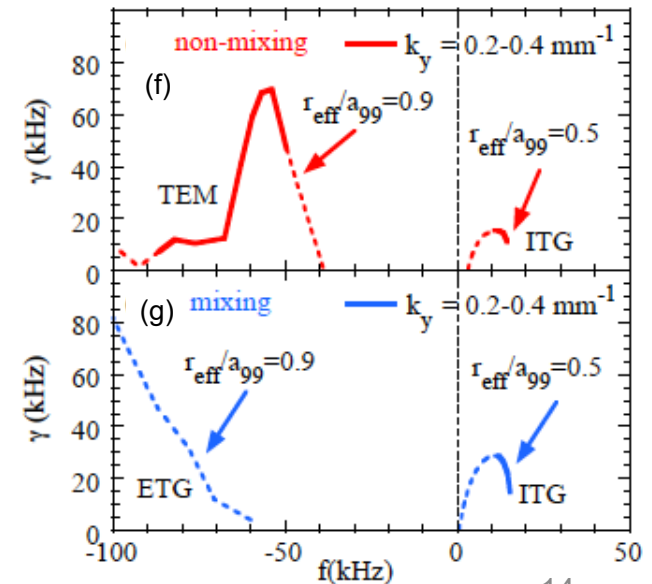 non-mixing
k_y = 0.2-0.4 mm^-1
(f)
r_eff/a_99=0.9
r_eff/a_99=0.5
TEM
ITG
γ (kHz)
80
60
40
20
0
(g)
mixing
k_y = 0.2-0.4 mm^-1
r_eff/a_99=0.9
r_eff/a_99=0.5
ETG
ITG
γ (kHz)
80
60
40
20
0
-100
-50
0
50
f(kHz)
14